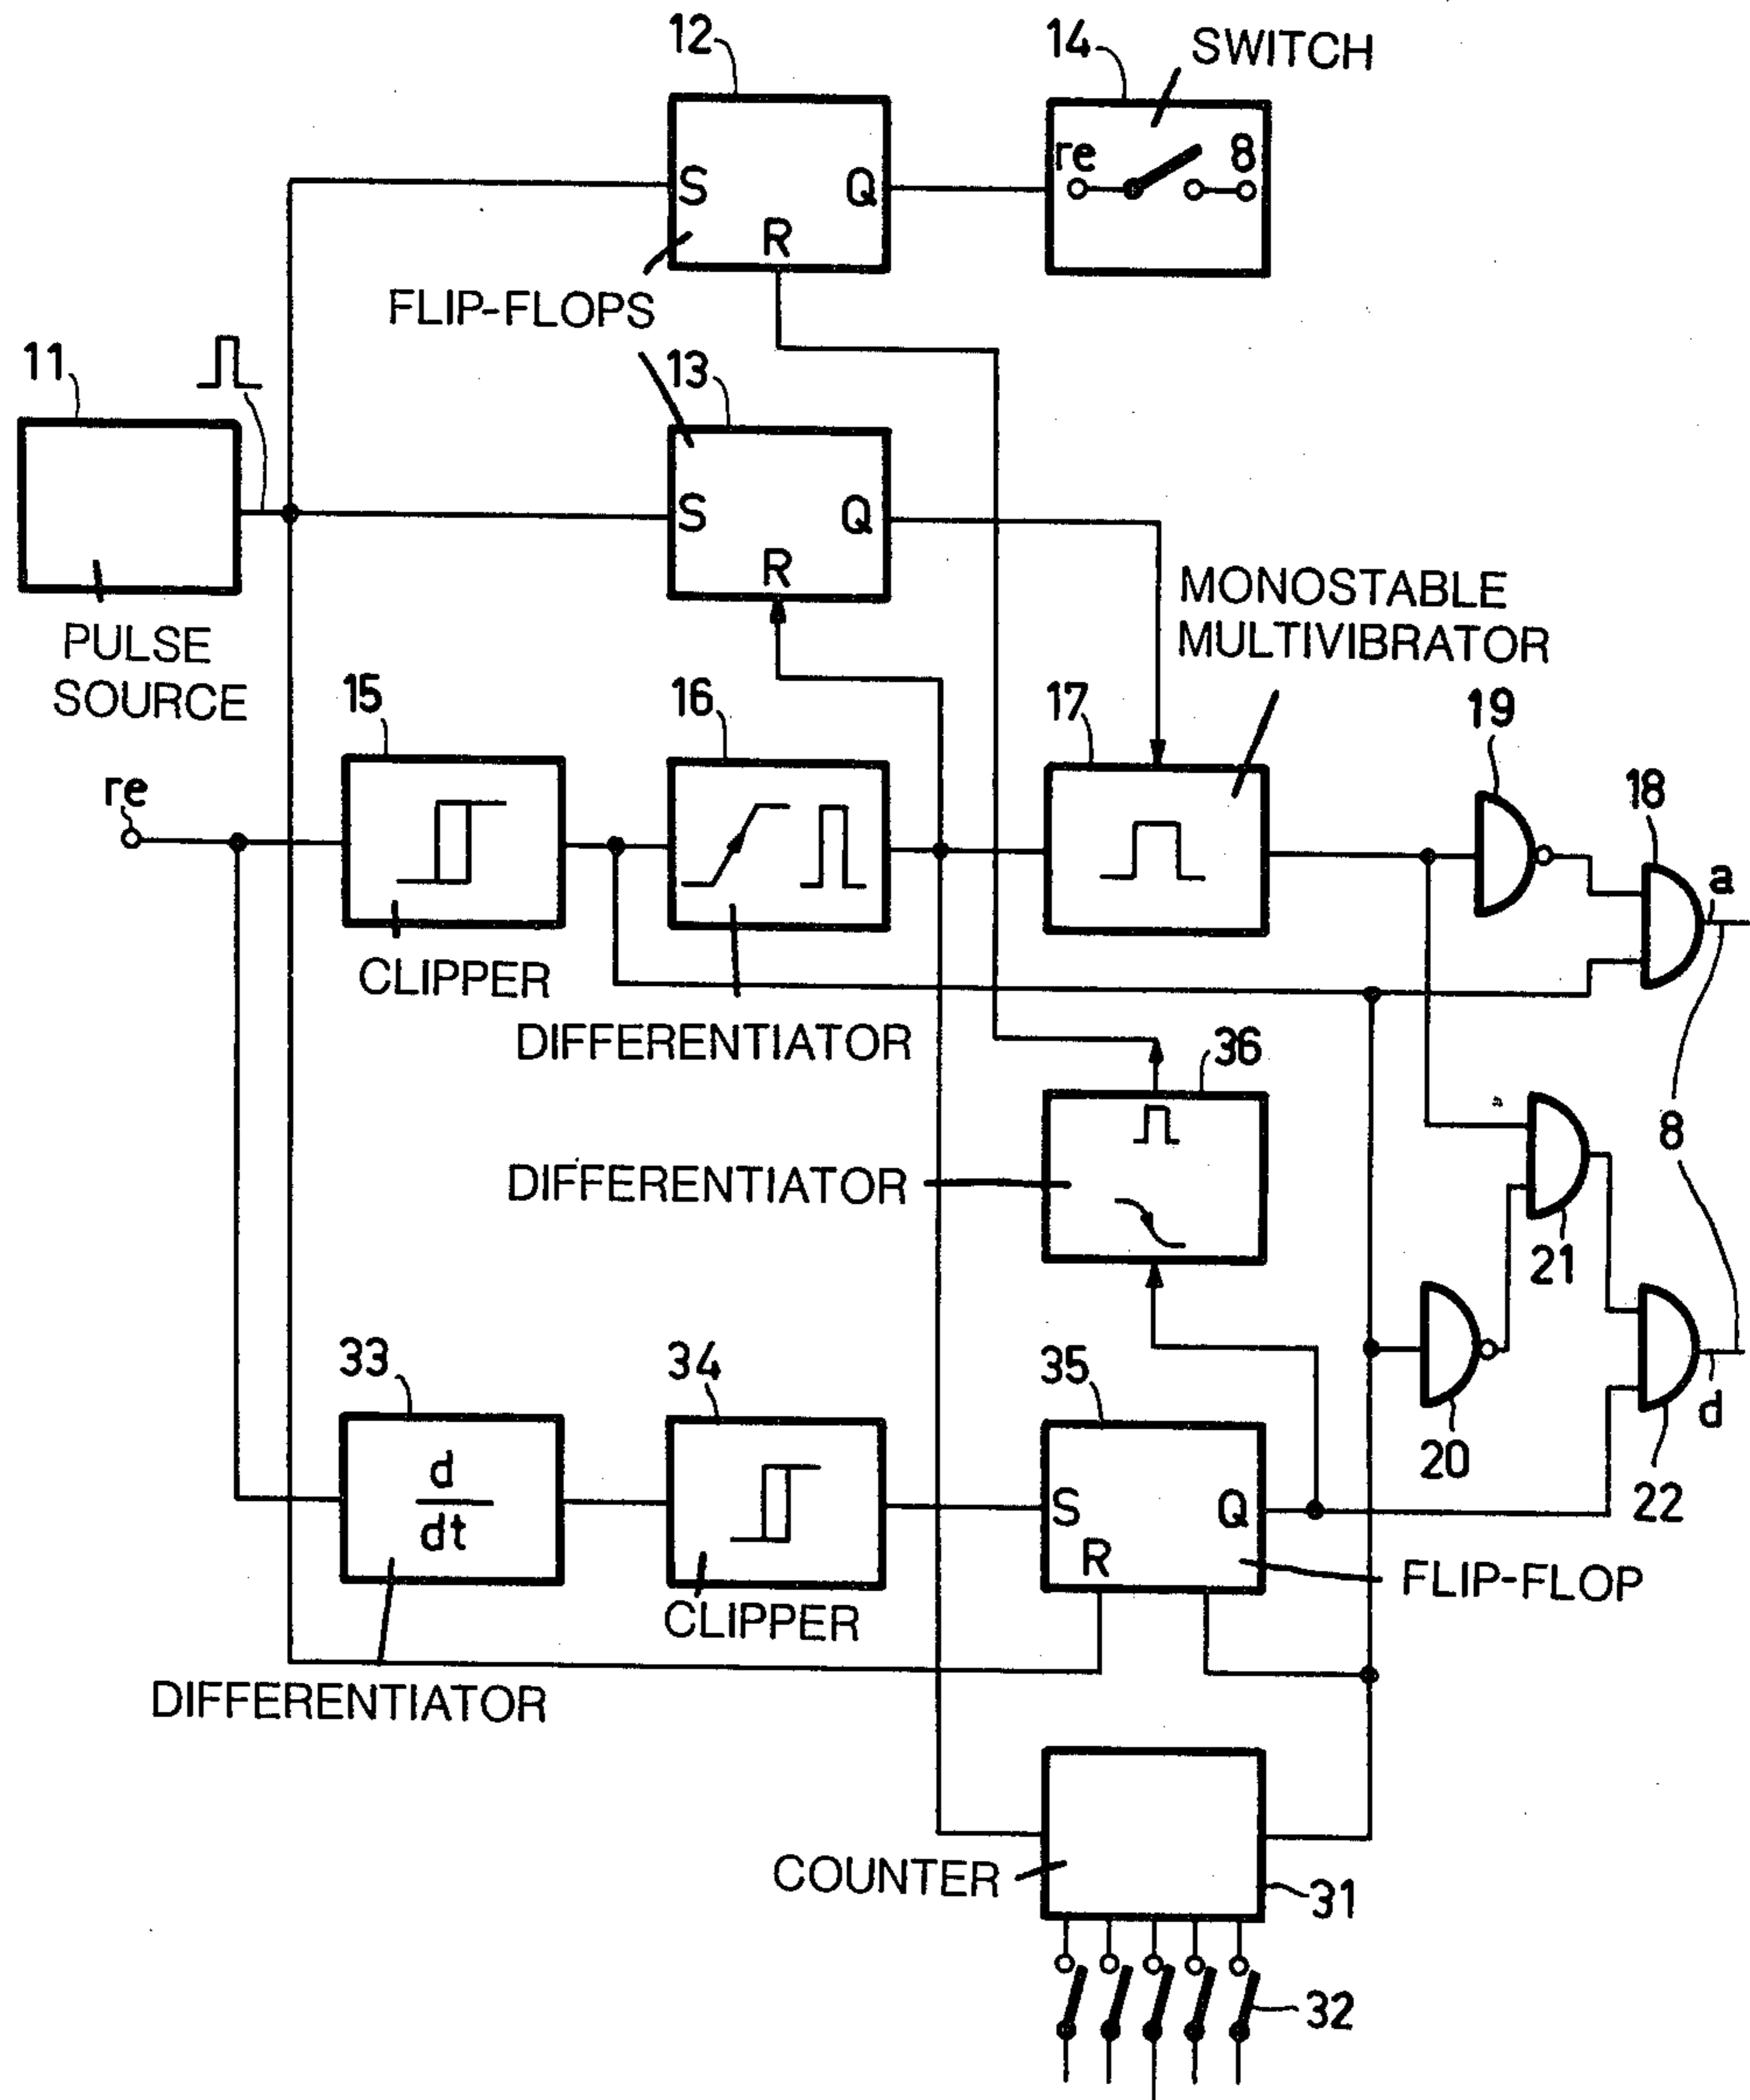 12
14
SWITCH
re
8
S
Q
R
FLIP-FLOPS
11
13
S
Q
R
PULSE
SOURCE
MONOSTABLE
MULTIVIBRATOR
15
16
17
19
18
re
a
CLIPPER
DIFFERENTIATOR
36
8
DIFFERENTIATOR
21
33
34
35
20
22
d
d
dt
S
Q
R
FLIP-FLOP
CLIPPER
DIFFERENTIATOR
COUNTER
31
32